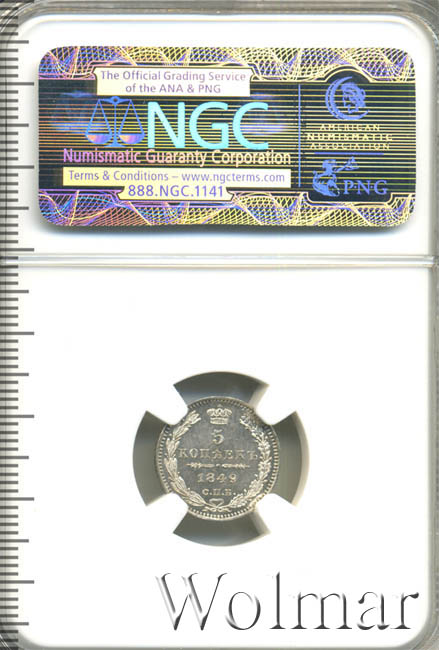 The Official Grading Service
of the ANA & PNG
NGC
Numismatic Guaranty Corporation
Terms & Conditions – www.ngcterms.com
888.NGC.1141
AMERICAN
NUMISMATIC
ASSOCIATION
PNG
5
КОПѢЕКЪ
1849
С.П.Б.
Wolmar